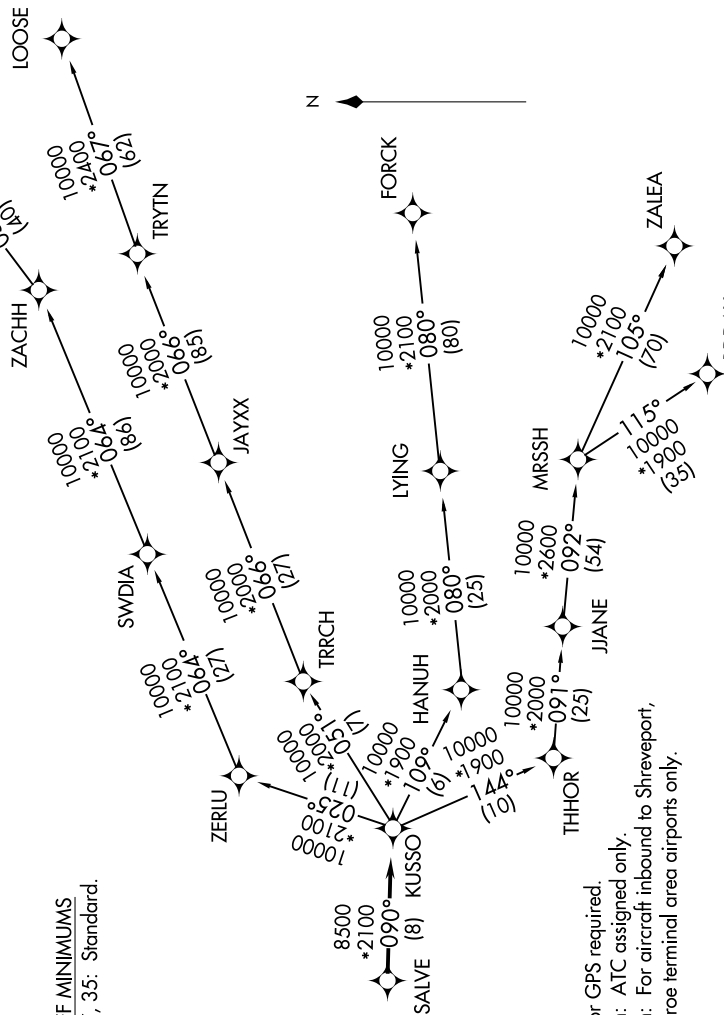 LOOSE
10000
*2400
067°
(62)
TRYTN
(40)
ZACHH
10000
*2000
066°
(85)
JAYXX
10000
*2100
064°
(86)
SWDIA
10000
*2000
066°
(27)
TRRCH
10000
*2100
064°
(27)
ZERLU
10000
*2000
051°
(7)
10000
*2100
025°
(11)
N
FORCK
10000
*2100
080°
(80)
LYING
10000
*2000
080°
(25)
HANUH
10000
*1900
109°
(6)
ZALEA
10000
*2100
105°
(70)
115°
10000
*1900
(35)
MRSSH
10000
*2600
092°
(54)
JJANE
10000
*2000
091°
(25)
THHOR
10000
*1900
144°
(10)
KUSSO
8500
*2100
090°
(8)
SALVE
MINIMUMS
35: Standard.
or GPS required.
ATC assigned only.
For aircraft inbound to Shreveport,
terminal area airports only.